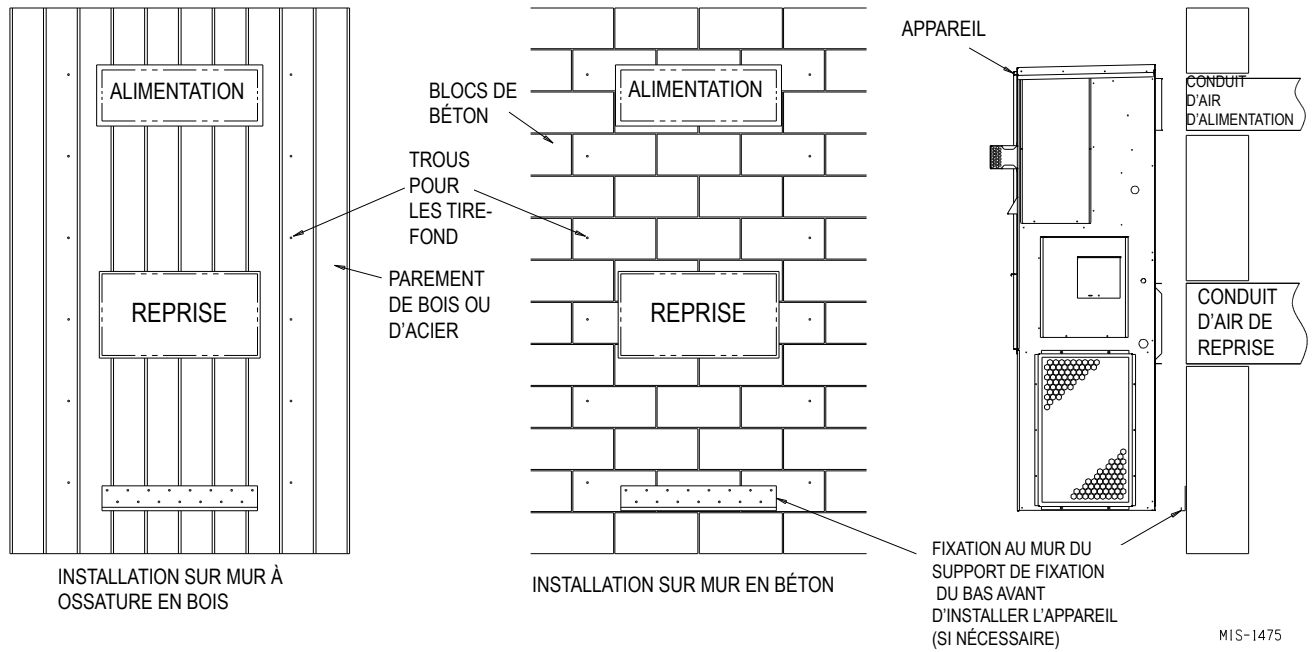 ALIMENTATION
REPRISE
INSTALLATION SUR MUR À
OSSATURE EN BOIS
BLOCS DE
BÉTON
TROUS
POUR
LES TIRE-
FOND
PAREMENT
DE BOIS OU
D'ACIER
ALIMENTATION
REPRISE
INSTALLATION SUR MUR EN BÉTON
APPAREIL
CONDUIT
D'AIR
D'ALIMENTATION
CONDUIT
D'AIR DE
REPRISE
FIXATION AU MUR DU
SUPPORT DE FIXATION
DU BAS AVANT
D'INSTALLER L'APPAREIL
(SI NÉCESSAIRE)
MIS-1475